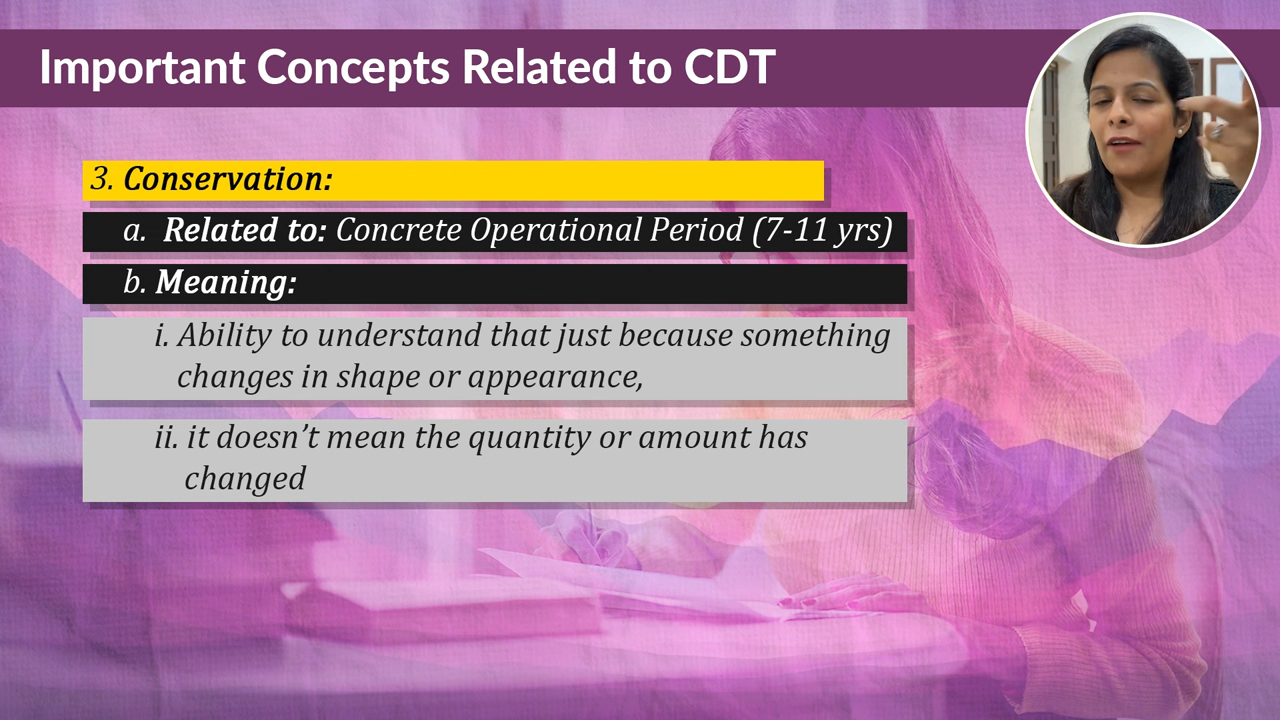 Important Concepts Related to CDT
3. Conservation:
a. Related to: Concrete Operational Period (7-11 yrs)
b. Meaning:
i. Ability to understand that just because something
changes in shape or appearance,
ii. it doesn’t mean the quantity or amount has
changed